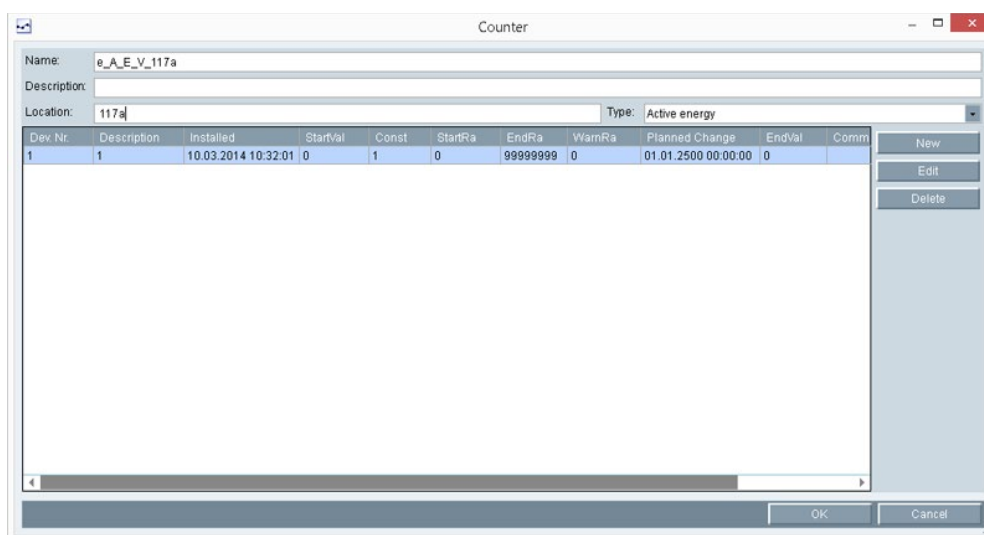 Counter
Name: e_A_E_V_117a
Description:
Location: 117a Type: Active energy
Dev. Nr. Description Installed StartVal Const StartRa EndRa WarnRa Planned Change EndVal Comm
1 1 10.03.2014 10:32:01 0 1 0 99999999 0 01.01.2500 00:00:00 0
New
Edit
Delete
OK Cancel